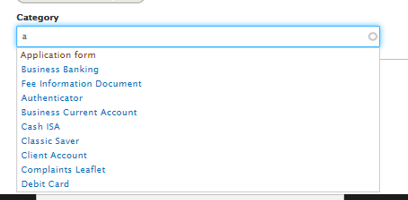 Category
a
Application form
Business Banking
Fee Information Document
Authenticator
Business Current Account
Cash ISA
Classic Saver
Client Account
Complaints Leaflet
Debit Card